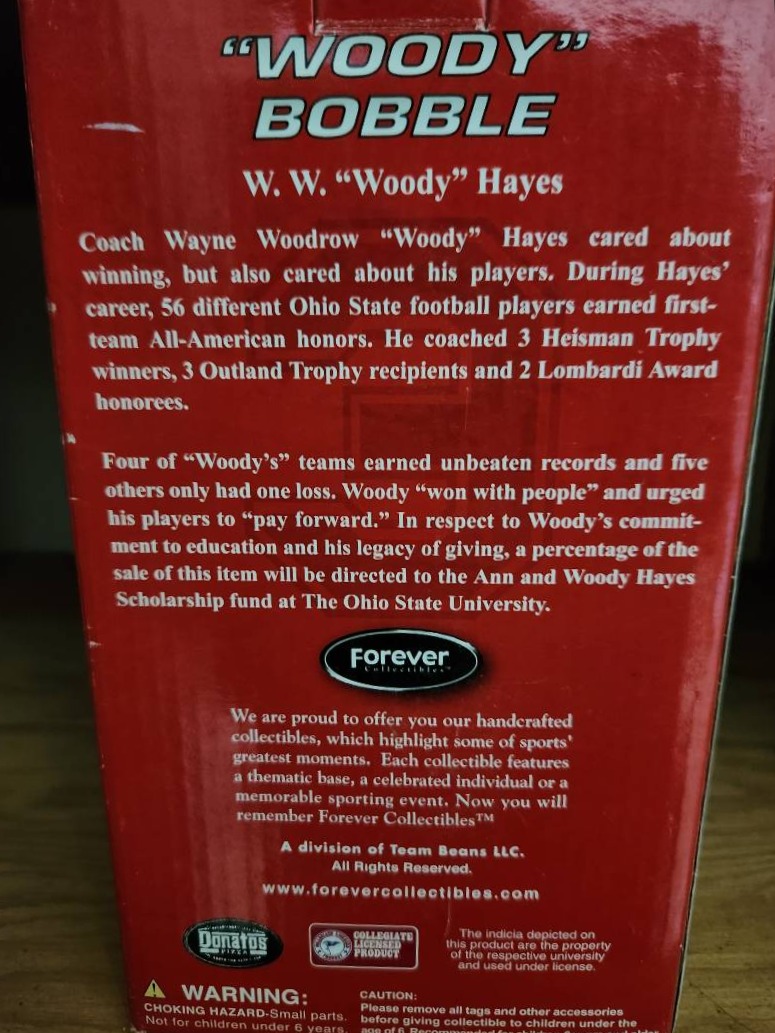 “WOODY”
BOBBLE
W. W. “Woody” Hayes
Coach Wayne Woodrow “Woody” Hayes cared about
winning, but also cared about his players. During Hayes’
career, 56 different Ohio State football players earned first-
team All-American honors. He coached 3 Heisman Trophy
winners, 3 Outland Trophy recipients and 2 Lombardi Award
honorees.
Four of “Woody’s” teams earned unbeaten records and five
others only had one loss. Woody “won with people” and urged
his players to “pay forward.” In respect to Woody’s commit-
ment to education and his legacy of giving, a percentage of the
sale of this item will be directed to the Ann and Woody Hayes
Scholarship fund at The Ohio State University.
Forever
Collectibles™
We are proud to offer you our handcrafted
collectibles, which highlight some of sports’
greatest moments. Each collectible features
a thematic base, a celebrated individual or a
memorable sporting event. Now you will
remember Forever Collectibles™
A division of Team Beans LLC.
All Rights Reserved.
www.forevercollectibles.com
Donatos
PIZZA
COLLEGIATE
LICENSED
PRODUCT
The indicia depicted on
this product are the property
of the respective university
and used under license.
WARNING:
CHOKING HAZARD-Small parts.
Not for children under 6 years.
CAUTION:
Please remove all tags and other accessories
before giving collectible to children under the
age of 6. Recommended for